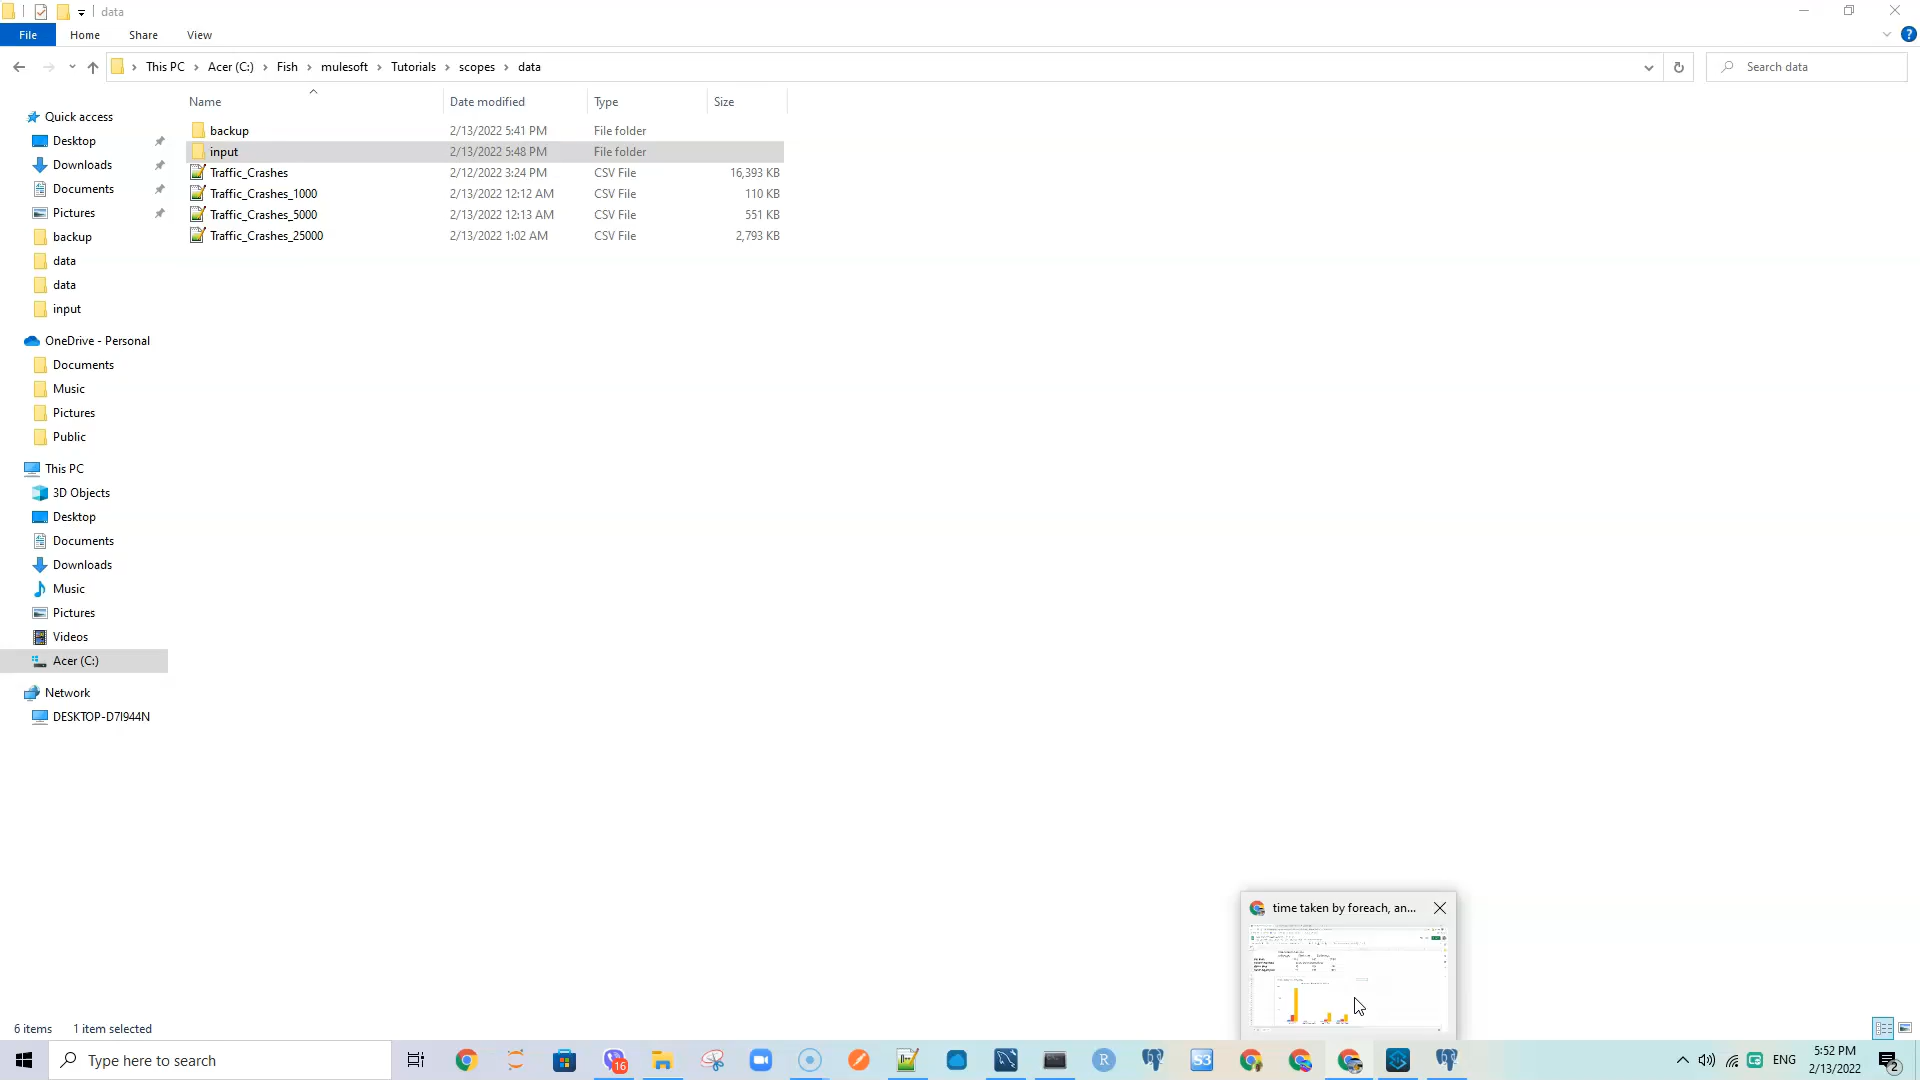 data
File Home Share View
This PC Acer (C:) Fish mulesoft Tutorials scopes data Search data
Name Date modified Type Size
Quick access
Desktop
Downloads
Documents
Pictures
backup
data
data
input
OneDrive - Personal
Documents
Music
Pictures
Public
This PC
3D Objects
Desktop
Documents
Downloads
Music
Pictures
Videos
Acer (C:)
Network
DESKTOP-D7I944N
backup 2/13/2022 5:41 PM File folder
input 2/13/2022 5:48 PM File folder
Traffic_Crashes 2/12/2022 3:24 PM CSV File 16,393 KB
Traffic_Crashes_1000 2/13/2022 12:12 AM CSV File 110 KB
Traffic_Crashes_5000 2/13/2022 12:13 AM CSV File 551 KB
Traffic_Crashes_25000 2/13/2022 1:02 AM CSV File 2,793 KB
time taken by foreach, an...
6 items 1 item selected
Type here to search
16
R
S3
ENG
5:52 PM
2/13/2022
2